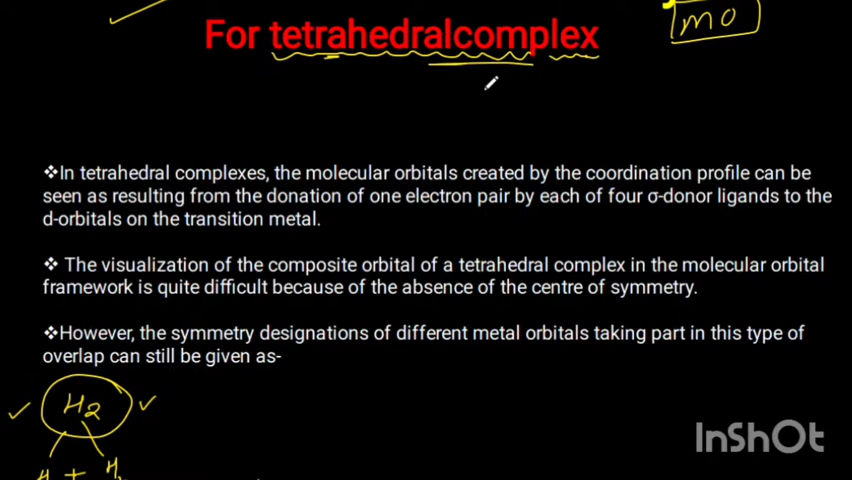 For tetrahedralcomplex
mo
❖In tetrahedral complexes, the molecular orbitals created by the coordination profile can be
seen as resulting from the donation of one electron pair by each of four σ-donor ligands to the
d-orbitals on the transition metal.
❖ The visualization of the composite orbital of a tetrahedral complex in the molecular orbital
framework is quite difficult because of the absence of the centre of symmetry.
❖However, the symmetry designations of different metal orbitals taking part in this type of
overlap can still be given as-
H2
H + H
InShOt